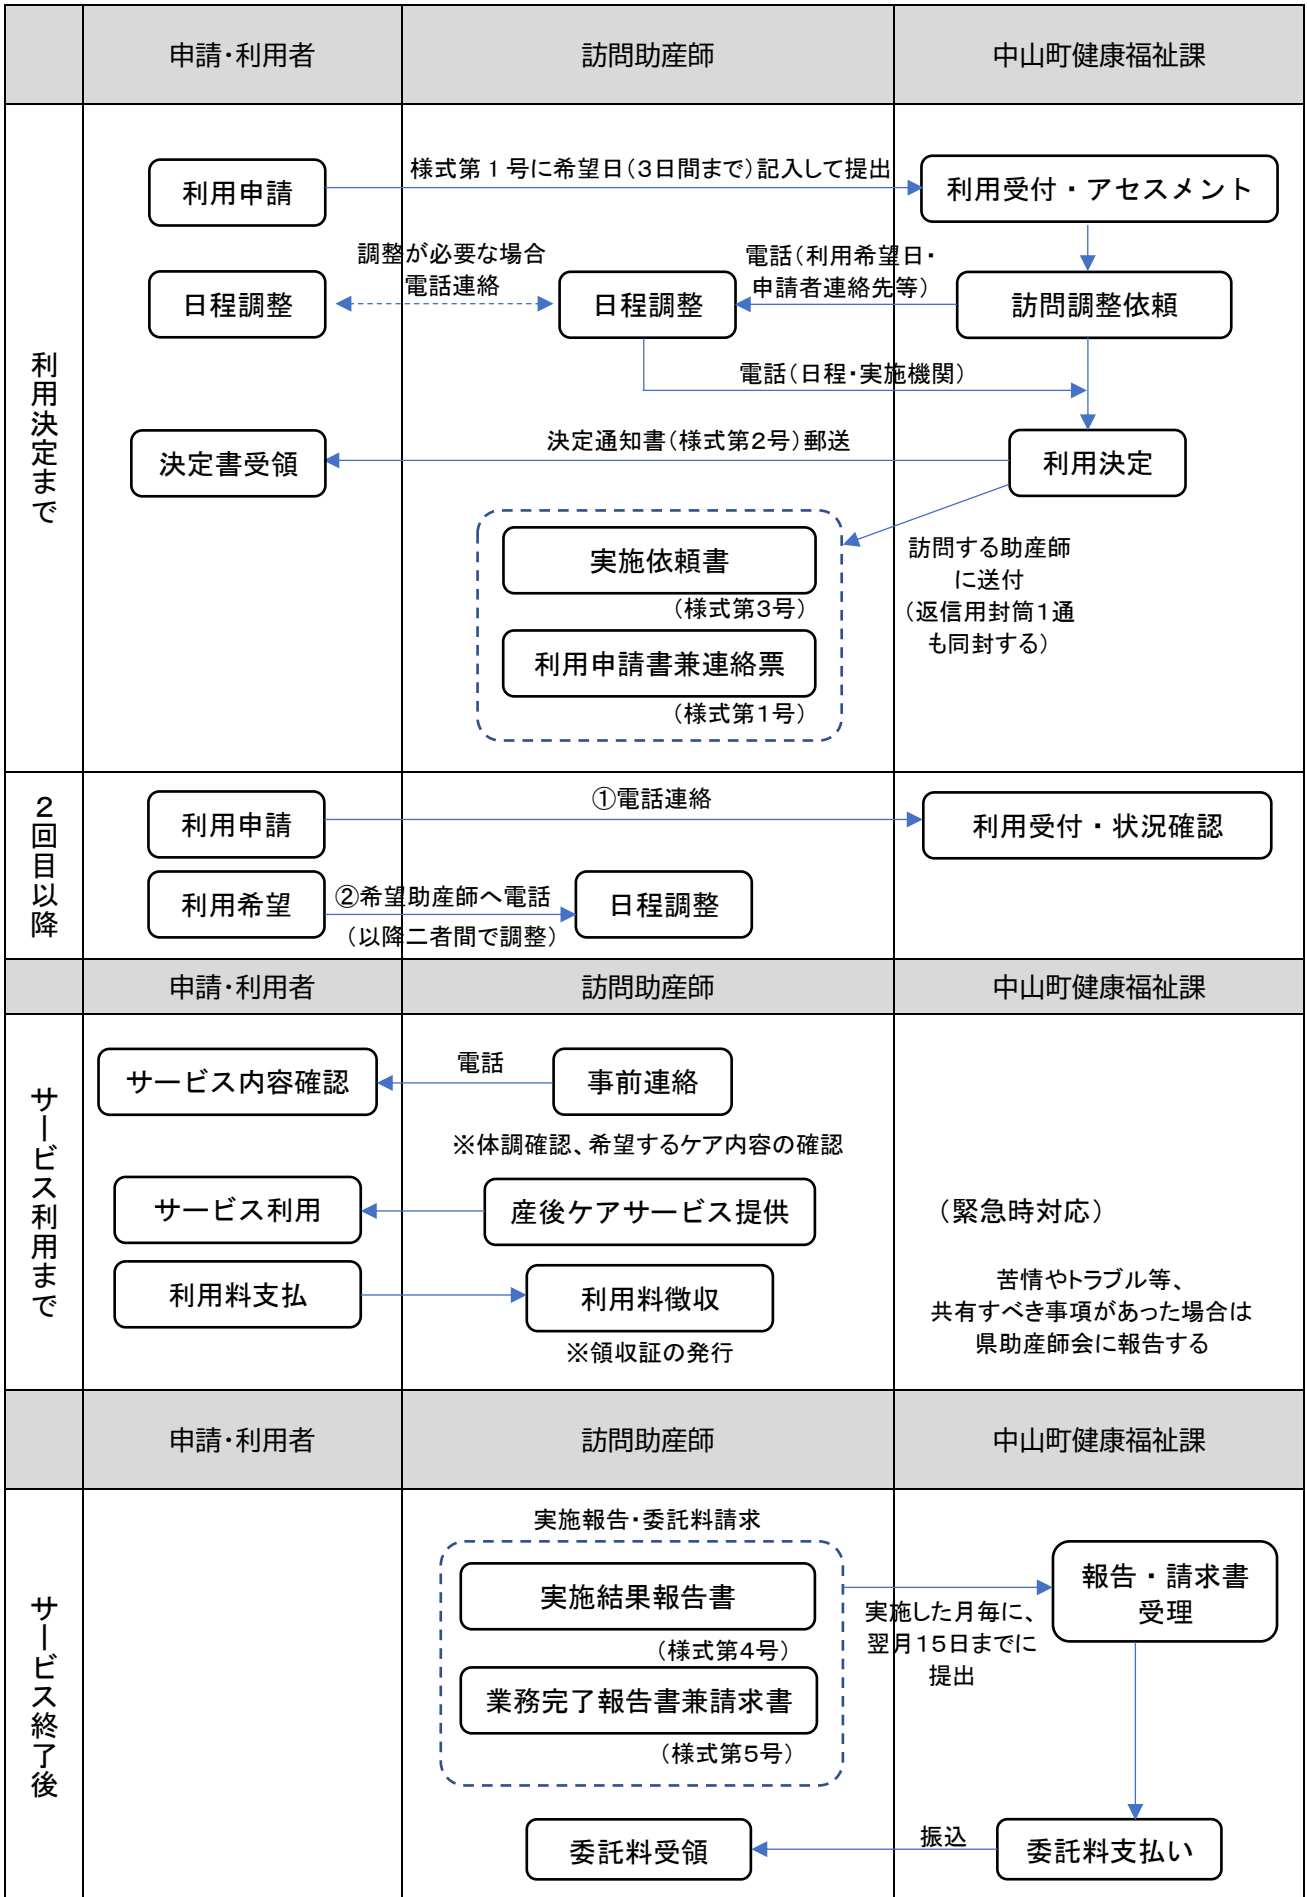 申請・利用者
訪問助産師
中山町健康福祉課
利用決定まで
利用申請
様式第１号に希望日（3日間まで）記入して提出
利用受付・アセスメント
日程調整
調整が必要な場合
電話連絡
日程調整
電話（利用希望日・
申請者連絡先等）
訪問調整依頼
電話（日程・実施機関）
決定書受領
決定通知書（様式第2号）郵送
利用決定
実施依頼書
（様式第3号）
利用申請書兼連絡票
（様式第1号）
訪問する助産師
に送付
（返信用封筒1通
も同封する）
２回目以降
利用申請
①電話連絡
利用受付・状況確認
利用希望
②希望助産師へ電話
（以降二者間で調整）
日程調整
申請・利用者
訪問助産師
中山町健康福祉課
サービス利用まで
サービス内容確認
電話
事前連絡
※体調確認、希望するケア内容の確認
サービス利用
産後ケアサービス提供
（緊急時対応）
利用料支払
利用料徴収
※領収証の発行
苦情やトラブル等、
共有すべき事項があった場合は
県助産師会に報告する
申請・利用者
訪問助産師
中山町健康福祉課
サービス終了後
実施報告・委託料請求
実施結果報告書
（様式第4号）
業務完了報告書兼請求書
（様式第5号）
実施した月毎に、
翌月15日までに
提出
報告・請求書
受理
委託料受領
振込
委託料支払い